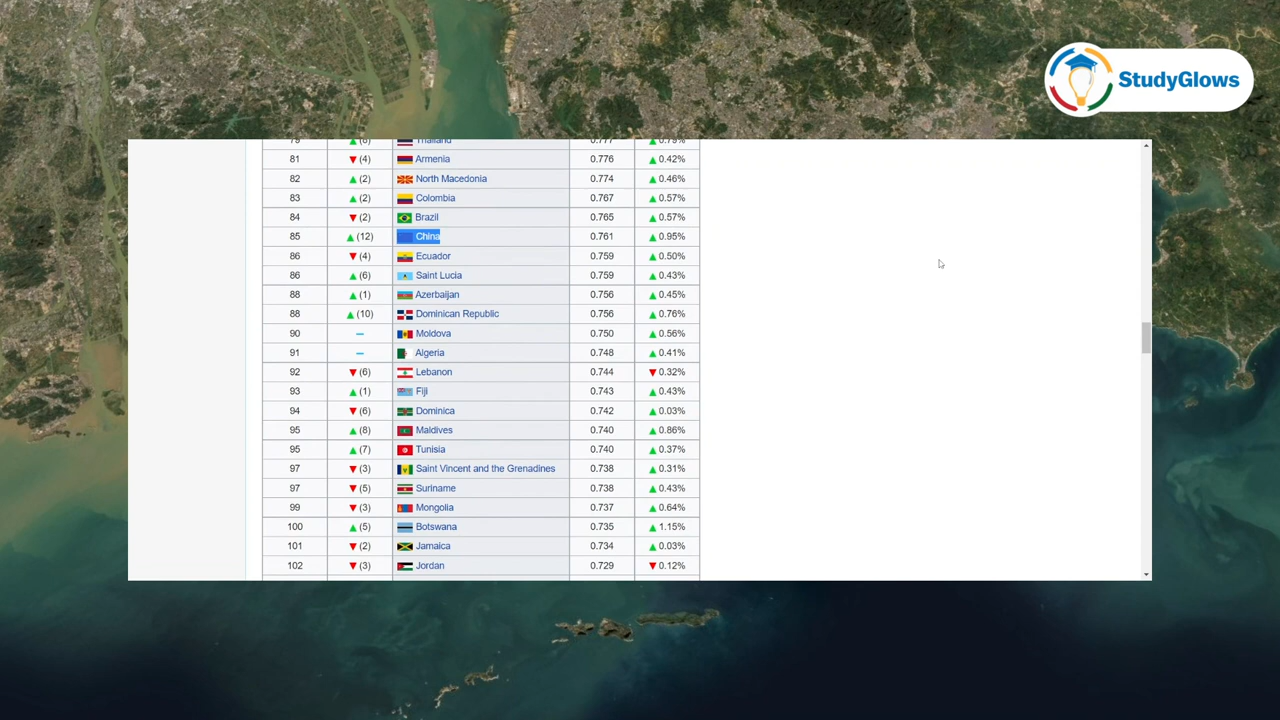 StudyGlows
79 ▲(6) Thailand 0.777 ▲0.79%
81 ▼(4) Armenia 0.776 ▲0.42%
82 ▲(2) North Macedonia 0.774 ▲0.46%
83 ▲(2) Colombia 0.767 ▲0.57%
84 ▼(2) Brazil 0.765 ▲0.57%
85 ▲(12) China 0.761 ▲0.95%
86 ▼(4) Ecuador 0.759 ▲0.50%
86 ▲(6) Saint Lucia 0.759 ▲0.43%
88 ▲(1) Azerbaijan 0.756 ▲0.45%
88 ▲(10) Dominican Republic 0.756 ▲0.76%
90 – Moldova 0.750 ▲0.56%
91 – Algeria 0.748 ▲0.41%
92 ▼(6) Lebanon 0.744 ▼0.32%
93 ▲(1) Fiji 0.743 ▲0.43%
94 ▼(6) Dominica 0.742 ▲0.03%
95 ▲(8) Maldives 0.740 ▲0.86%
95 ▲(7) Tunisia 0.740 ▲0.37%
97 ▼(3) Saint Vincent and the Grenadines 0.738 ▲0.31%
97 ▼(5) Suriname 0.738 ▲0.43%
99 ▼(3) Mongolia 0.737 ▲0.64%
100 ▲(5) Botswana 0.735 ▲1.15%
101 ▼(2) Jamaica 0.734 ▲0.03%
102 ▼(3) Jordan 0.729 ▼0.12%